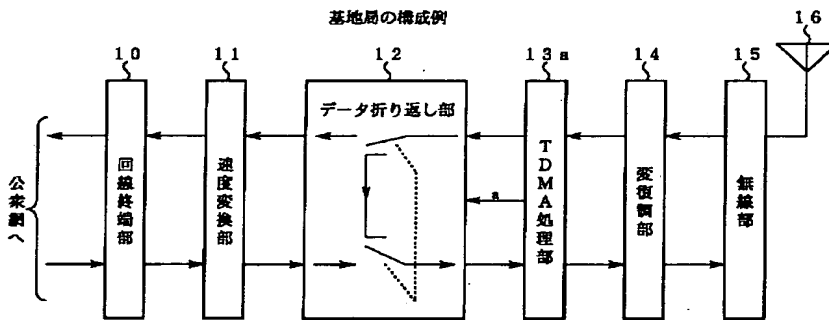 基地局の構成例
10
11
12
13a
14
15
16
データ折り返し部
公衆網へ
回線終端部
速度変換部
a
TDMA処理部
変復調部
無線部